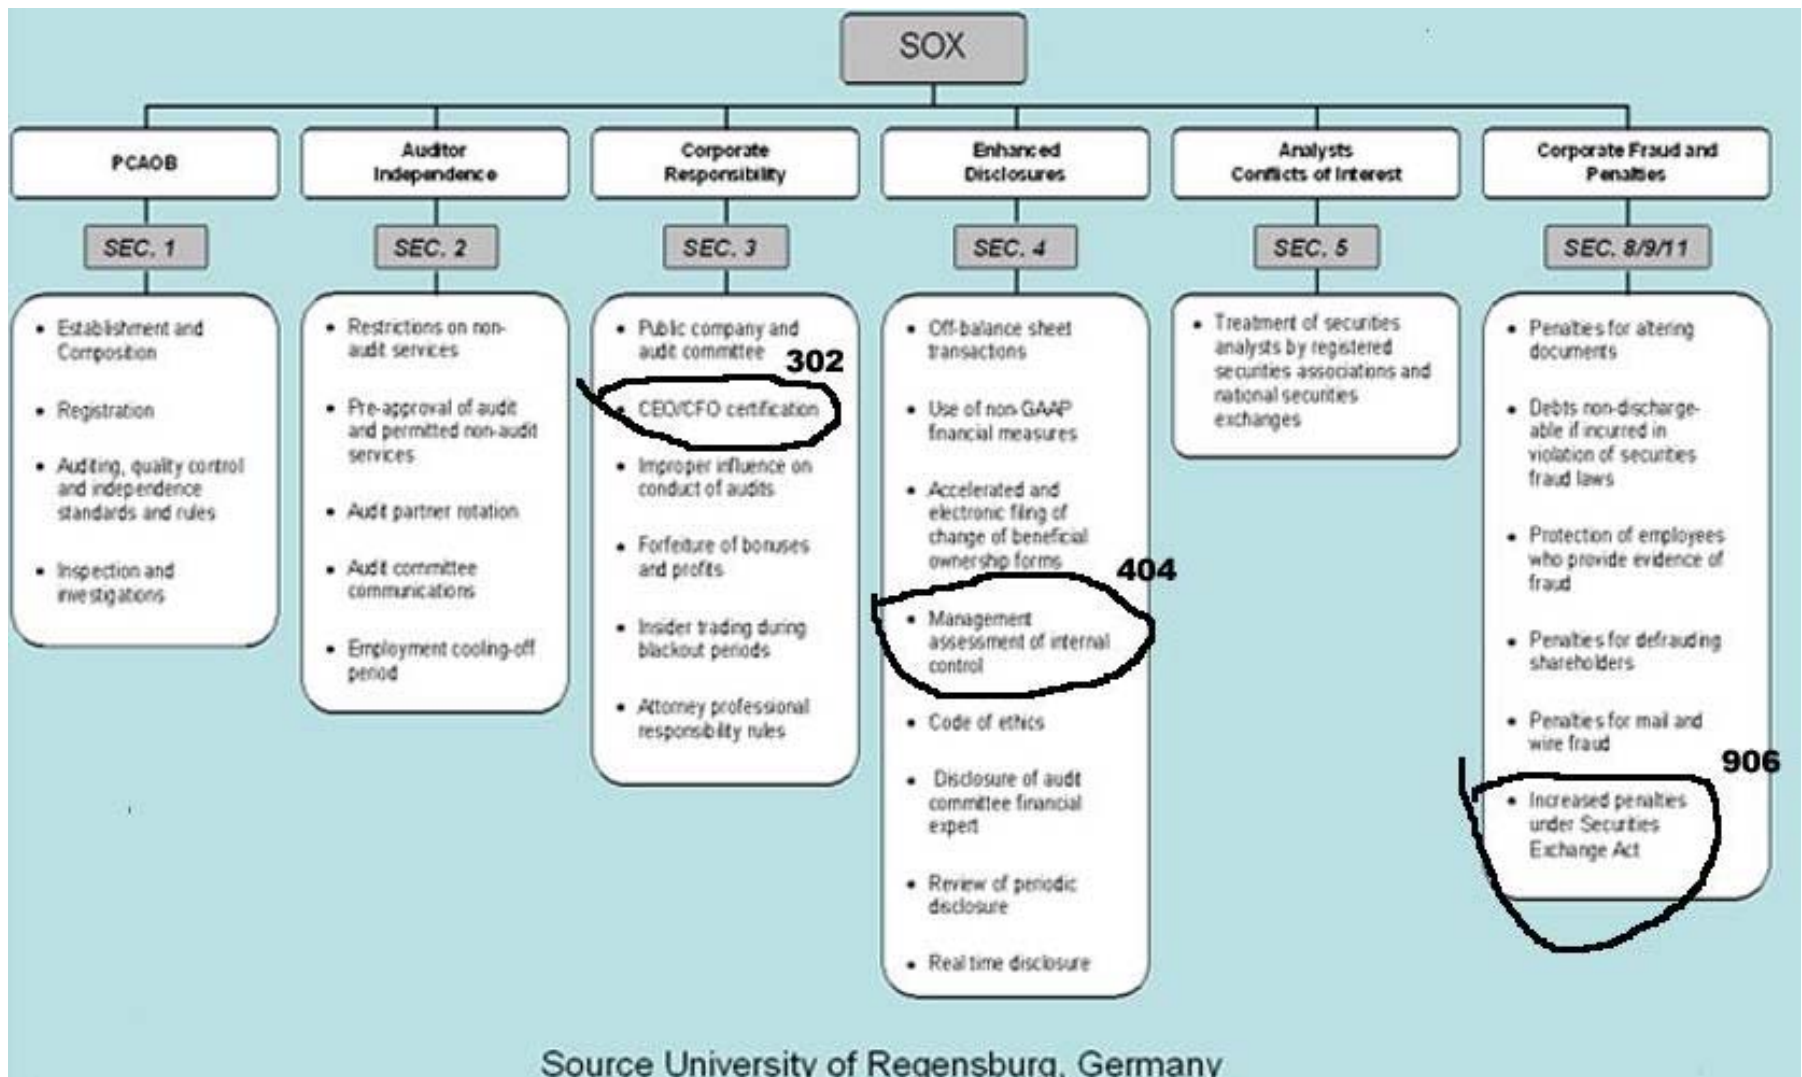 SOX
PCAOB
SEC. 1
• Establishment and
Composition
• Registration
• Auditing, quality control
and independence
standards and rules
• Inspection and
investigations
Auditor
Independence
SEC. 2
• Restrictions on non-
audit services
• Pre-approval of audit
and permitted non-audit
services
• Audit partner rotation
• Audit committee
communications
• Employment cooling-off
period
Corporate
Responsibility
SEC. 3
• Public company and
audit committee
302
• CEO/CFO certification
• Improper influence on
conduct of audits
• Forfeiture of bonuses
and profits
• Insider trading during
blackout periods
• Attorney professional
responsibility rules
Enhanced
Disclosures
SEC. 4
• Off-balance sheet
transactions
• Use of non-GAAP
financial measures
• Accelerated and
electronic filing of
change of beneficial
ownership forms
404
• Management
assessment of internal
control
• Code of ethics
• Disclosure of audit
committee financial
expert
• Review of periodic
disclosure
• Real time disclosure
Analysts
Conflicts of Interest
SEC. 5
• Treatment of securities
analysts by registered
securities associations and
national securities
exchanges
Corporate Fraud and
Penalties
SEC. 8/9/11
• Penalties for altering
documents
• Debts non-discharge-
able if incurred in
violation of securities
fraud laws
• Protection of employees
who provide evidence of
fraud
• Penalties for defrauding
shareholders
• Penalties for mail and
wire fraud
906
• Increased penalties
under Securities
Exchange Act
Source University of Regensburg, Germany